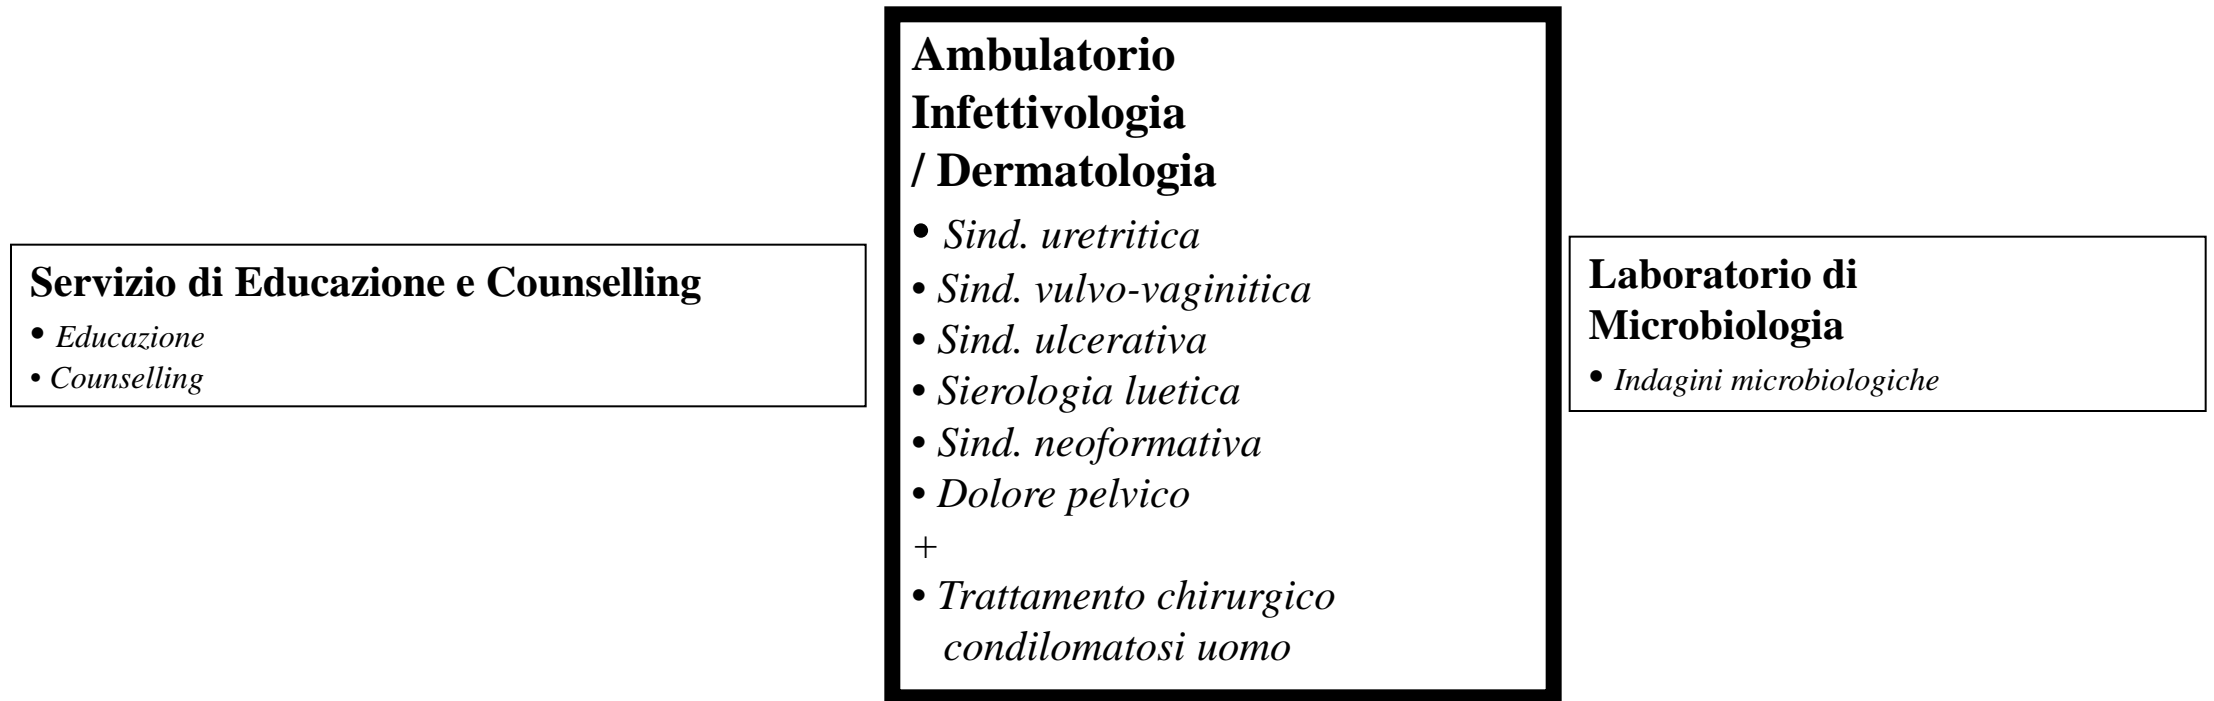 Servizio di Educazione e Counselling
• Educazione
• Counselling
Ambulatorio
Infettivologia
/ Dermatologia
• Sind. uretritica
• Sind. vulvo-vaginitica
• Sind. ulcerativa
• Sierologia luetica
• Sind. neoformativa
• Dolore pelvico
+
• Trattamento chirurgico
condilomatosi uomo
Laboratorio di
Microbiologia
• Indagini microbiologiche